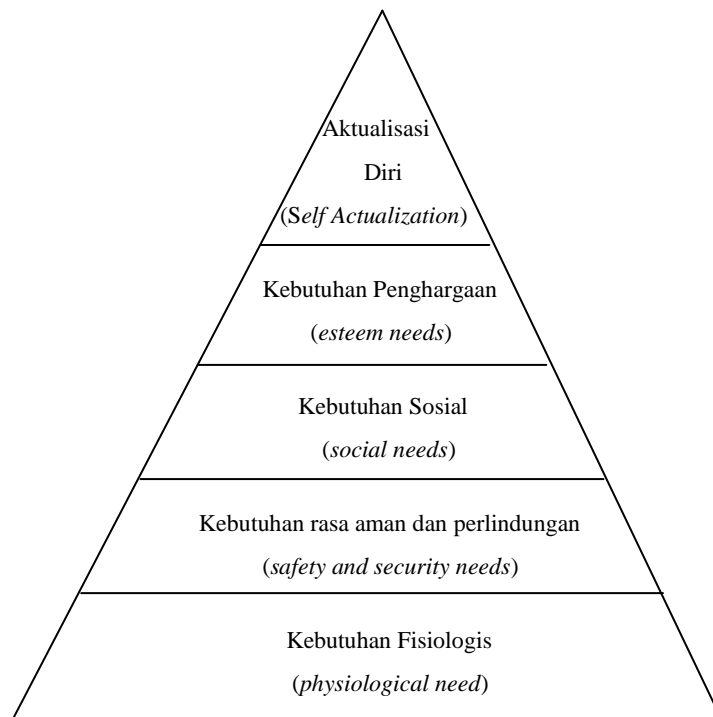 Aktualisasi
Diri
(Self Actualization)
Kebutuhan Penghargaan
(esteem needs)
Kebutuhan Sosial
(social needs)
Kebutuhan rasa aman dan perlindungan
(safety and security needs)
Kebutuhan Fisiologis
(physiological need)